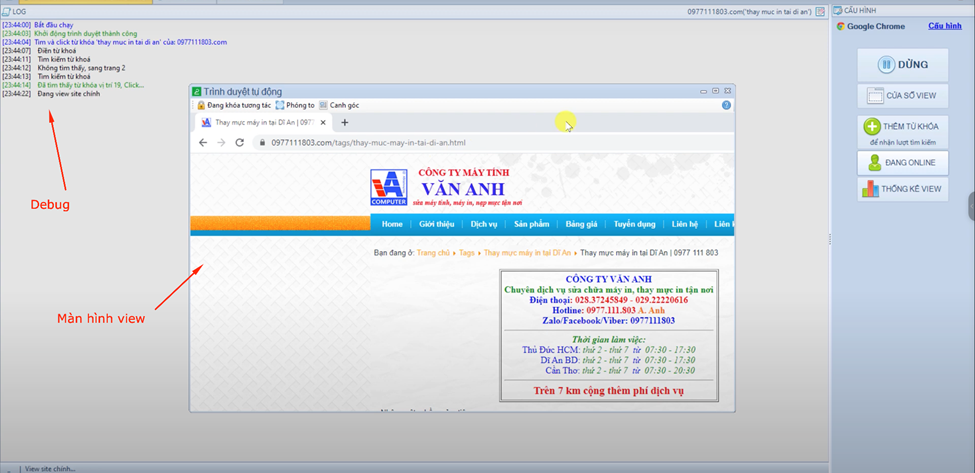 LOG
0977111803.com('thay muc in tai di an')
[23:44:00] Bắt đầu chạy
[23:44:03] Khởi động trình duyệt thành công
[23:44:04] Tìm và click từ khóa 'thay muc in tai di an' của: 0977111803.com
[23:44:07] Điền từ khoá
[23:44:11] Tìm kiếm từ khoá
[23:44:12] Không tìm thấy, sang trang 2
[23:44:13] Tìm kiếm từ khoá
[23:44:14] Đã tìm thấy từ khóa vị trí 19, Click...
[23:44:22] Đang view site chính
Debug
Màn hình view
Trình duyệt tự động
Đang khóa tương tác Phóng to Canh góc
Thay mực máy in tại Dĩ An | 0977
0977111803.com/tags/thay-muc-may-in-tai-di-an.html
VA
COMPUTER
CÔNG TY MÁY TÍNH
VĂN ANH
sửa máy tính, máy in, nạp mực tận nơi
Home Giới thiệu Dịch vụ Sản phẩm Bảng giá Tuyển dụng Liên hệ Liên
Bạn đang ở: Trang chủ Tags Thay mực máy in tại Dĩ An Thay mực máy in tại Dĩ An | 0977 111 803
CÔNG TY VĂN ANH
Chuyên dịch vụ sửa chữa máy in, thay mực in tận nơi
Điện thoại: 028.37245849 - 029.22220616
Hotline: 0977.111.803 A. Anh
Zalo/Facebook/Viber: 0977111803
Thời gian làm việc:
Thủ Đức HCM: thứ 2 - thứ 7 từ 07:30 - 17:30
Dĩ An BD: thứ 2 - thứ 7 từ 07:30 - 17:30
Cần Thơ: thứ 2 - thứ 7 từ 07:30 - 20:30
Trên 7 km cộng thêm phí dịch vụ
CẤU HÌNH
Google Chrome Cấu hình
DỪNG
CỬA SỔ VIEW
THÊM TỪ KHÓA
để nhận lượt tìm kiếm
ĐANG ONLINE
THỐNG KÊ VIEW
View site chính...